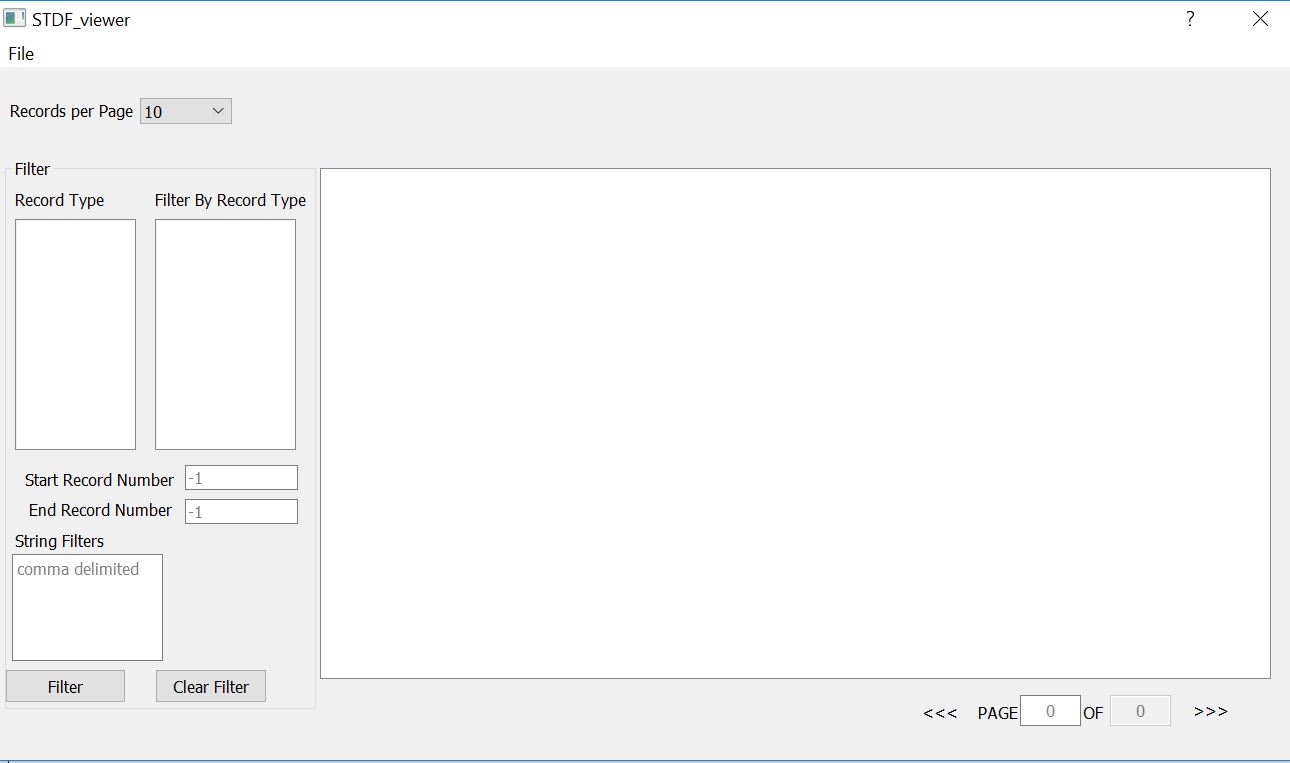 STDF_viewer ?
File
Records per Page 10
Filter
Record Type Filter By Record Type
Start Record Number -1
End Record Number -1
String Filters
comma delimited
Filter Clear Filter
<<< PAGE 0 OF 0 >>>